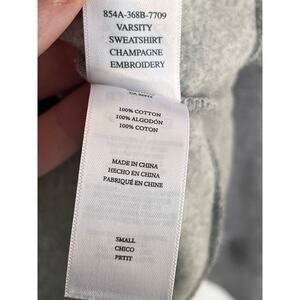 854A-368B-7709
VARSITY
SWEATSHIRT
CHAMPAGNE
EMBROIDERY
100% COTTON
100% ALGODÓN
100% COTON
MADE IN CHINA
HECHO EN CHINA
FABRIQUÉ EN CHINE
SMALL
CHICO
PETIT